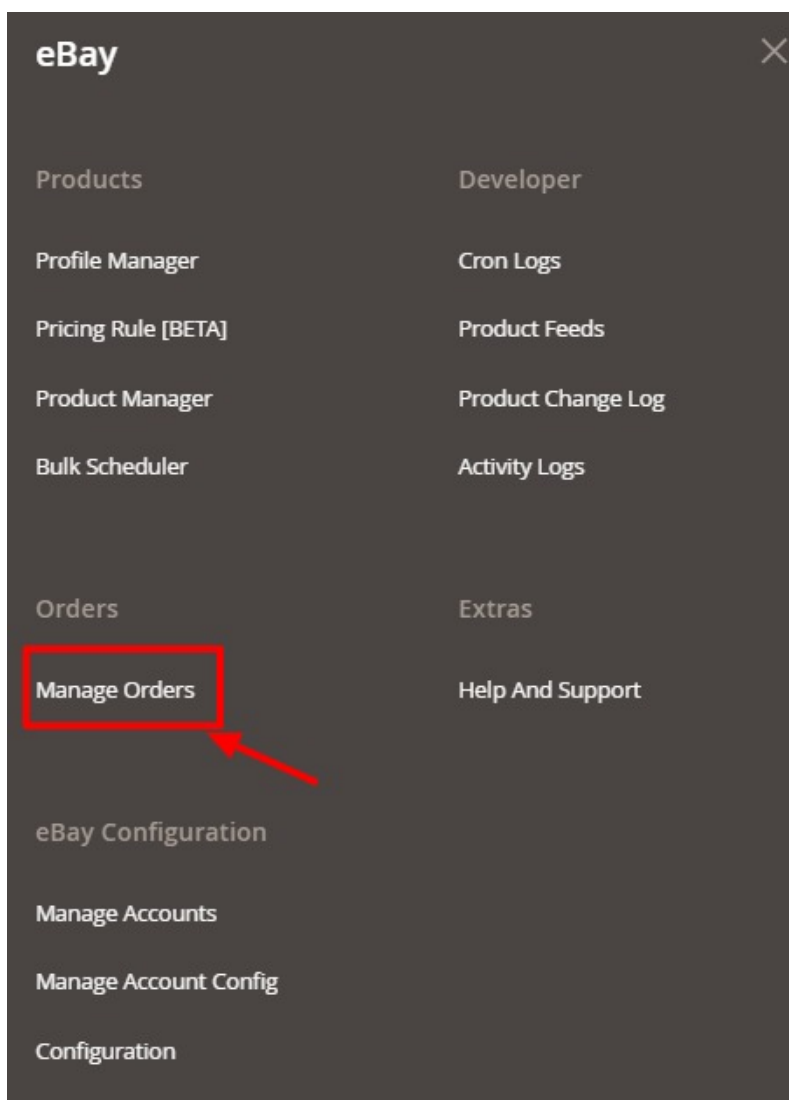 eBay
Products
Profile Manager
Pricing Rule [BETA]
Product Manager
Bulk Scheduler
Developer
Cron Logs
Product Feeds
Product Change Log
Activity Logs
Orders
Manage Orders
Extras
Help And Support
eBay Configuration
Manage Accounts
Manage Account Config
Configuration